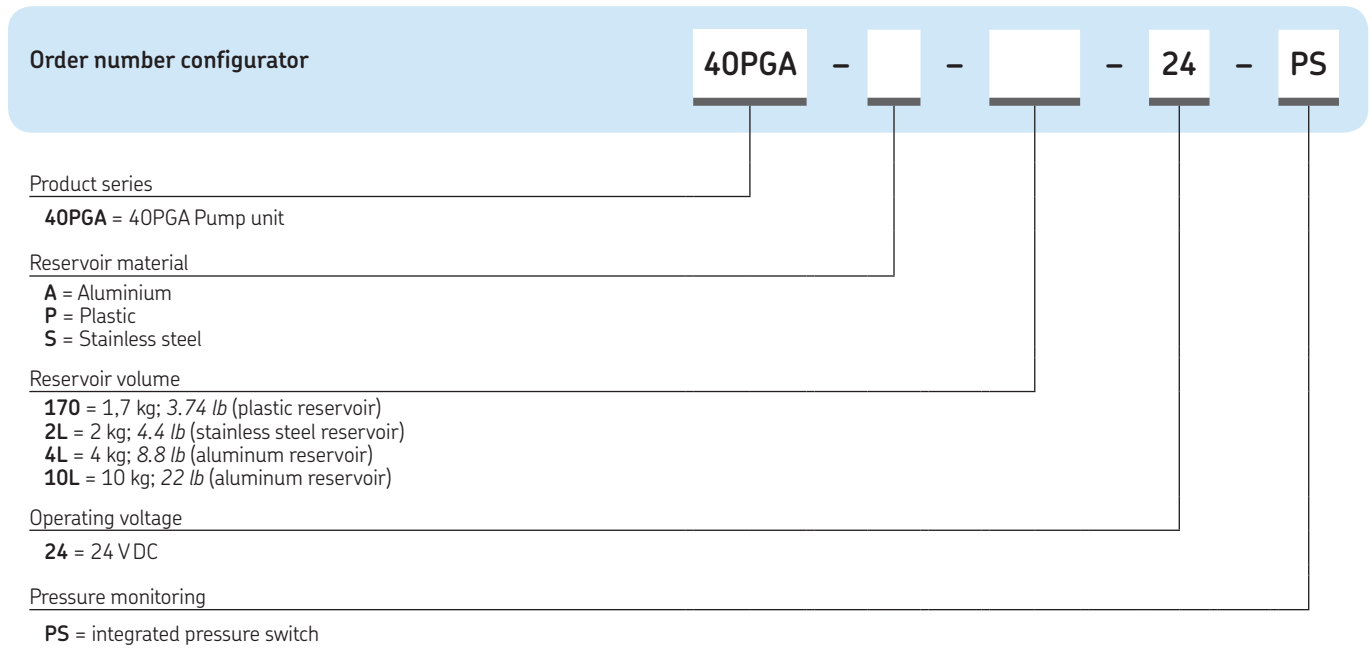 Order number configurator 40PGA – – – 24 – PS
Product series
40PGA = 40PGA Pump unit
Reservoir material
A = Aluminium
P = Plastic
S = Stainless steel
Reservoir volume
170 = 1,7 kg; 3.74 lb (plastic reservoir)
2L = 2 kg; 4.4 lb (stainless steel reservoir)
4L = 4 kg; 8.8 lb (aluminum reservoir)
10L = 10 kg; 22 lb (aluminum reservoir)
Operating voltage
24 = 24 V DC
Pressure monitoring
PS = integrated pressure switch